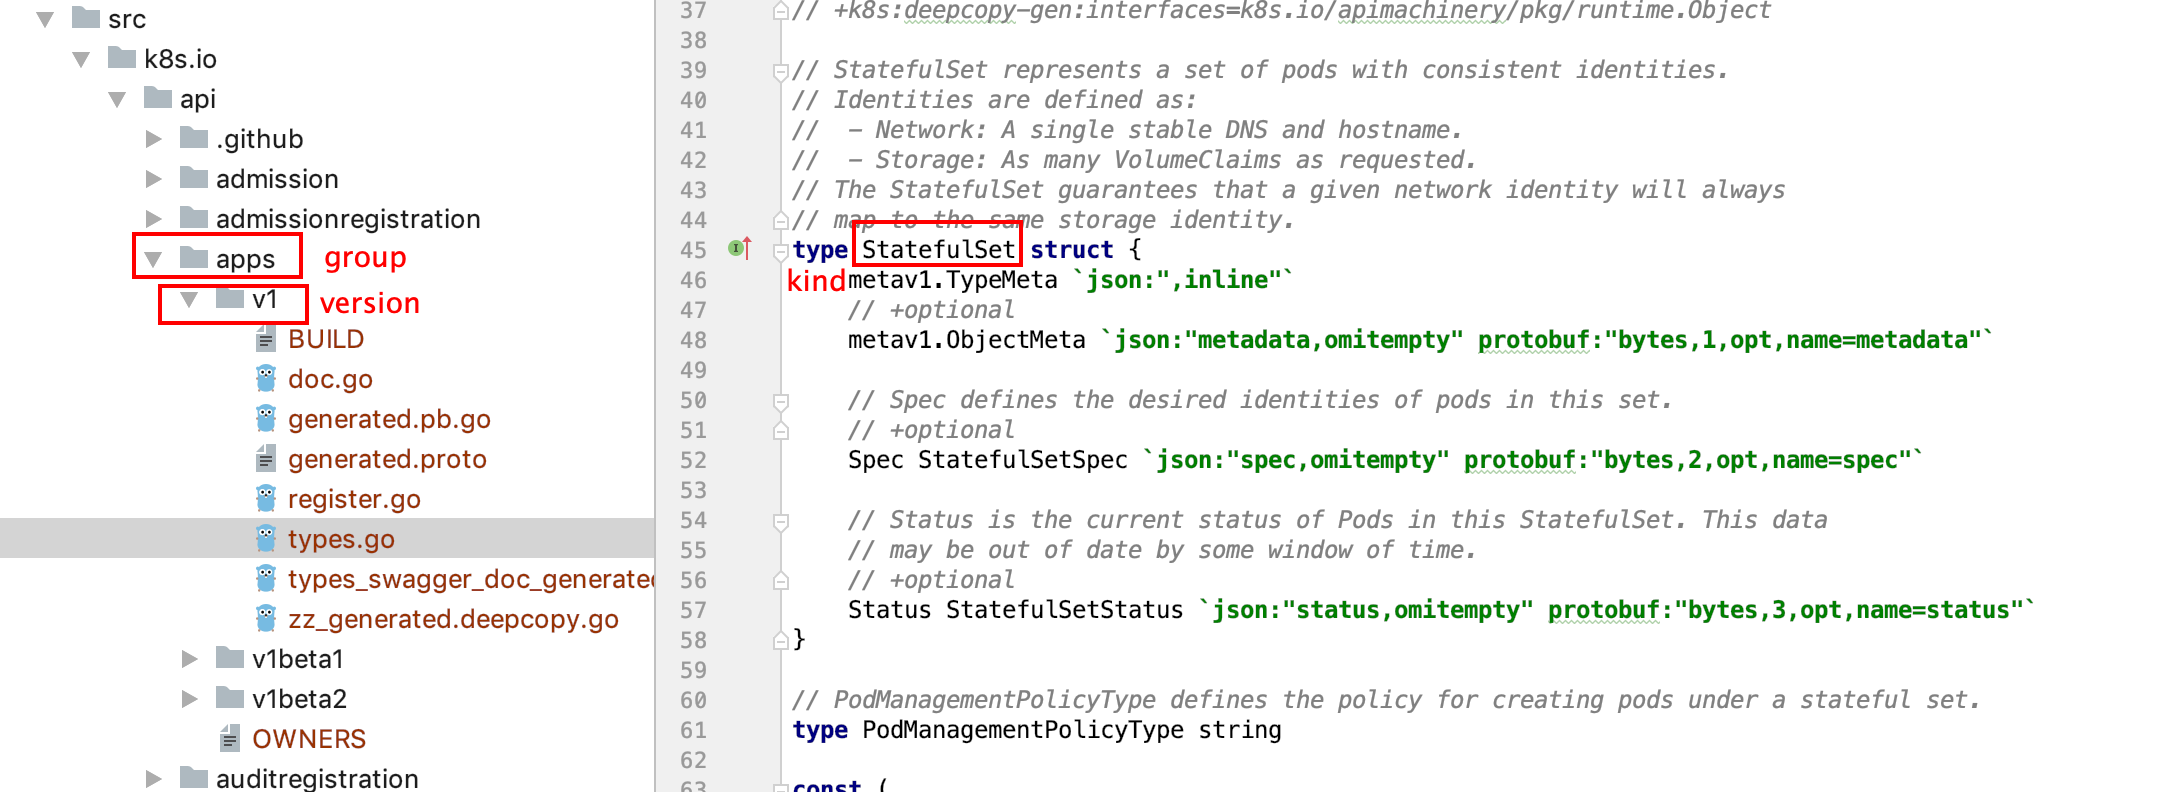 src
k8s.io
api
.github
admission
admissionregistration
apps group
v1 version
BUILD
doc.go
generated.pb.go
generated.proto
register.go
types.go
types_swagger_doc_generated
zz_generated.deepcopy.go
v1beta1
v1beta2
OWNERS
auditregistration
37 // +k8s:deepcopy-gen:interfaces=k8s.io/apimachinery/pkg/runtime.Object
38
39 // StatefulSet represents a set of pods with consistent identities.
40 // Identities are defined as:
41 //  - Network: A single stable DNS and hostname.
42 //  - Storage: As many VolumeClaims as requested.
43 // The StatefulSet guarantees that a given network identity will always
44 // map to the same storage identity.
45 type StatefulSet struct {
46 kind metav1.TypeMeta `json:",inline"`
47 // +optional
48 metav1.ObjectMeta `json:"metadata,omitempty" protobuf:"bytes,1,opt,name=metadata"`
49
50 // Spec defines the desired identities of pods in this set.
51 // +optional
52 Spec StatefulSetSpec `json:"spec,omitempty" protobuf:"bytes,2,opt,name=spec"`
53
54 // Status is the current status of Pods in this StatefulSet. This data
55 // may be out of date by some window of time.
56 // +optional
57 Status StatefulSetStatus `json:"status,omitempty" protobuf:"bytes,3,opt,name=status"`
58 }
59
60 // PodManagementPolicyType defines the policy for creating pods under a stateful set.
61 type PodManagementPolicyType string
62
63 const (